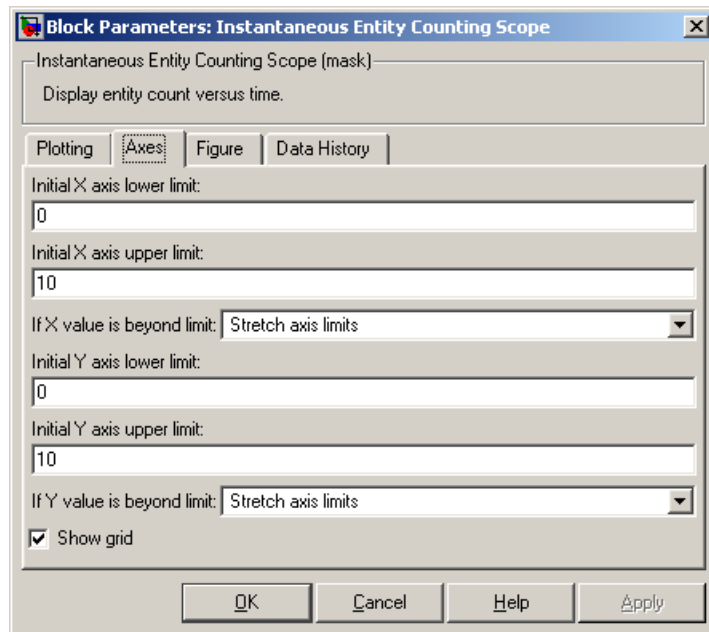 Block Parameters: Instantaneous Entity Counting Scope
Instantaneous Entity Counting Scope (mask)
Display entity count versus time.
Plotting Axes Figure Data History
Initial X axis lower limit:
0
Initial X axis upper limit:
10
If X value is beyond limit: Stretch axis limits
Initial Y axis lower limit:
0
Initial Y axis upper limit:
10
If Y value is beyond limit: Stretch axis limits
Show grid
OK Cancel Help Apply